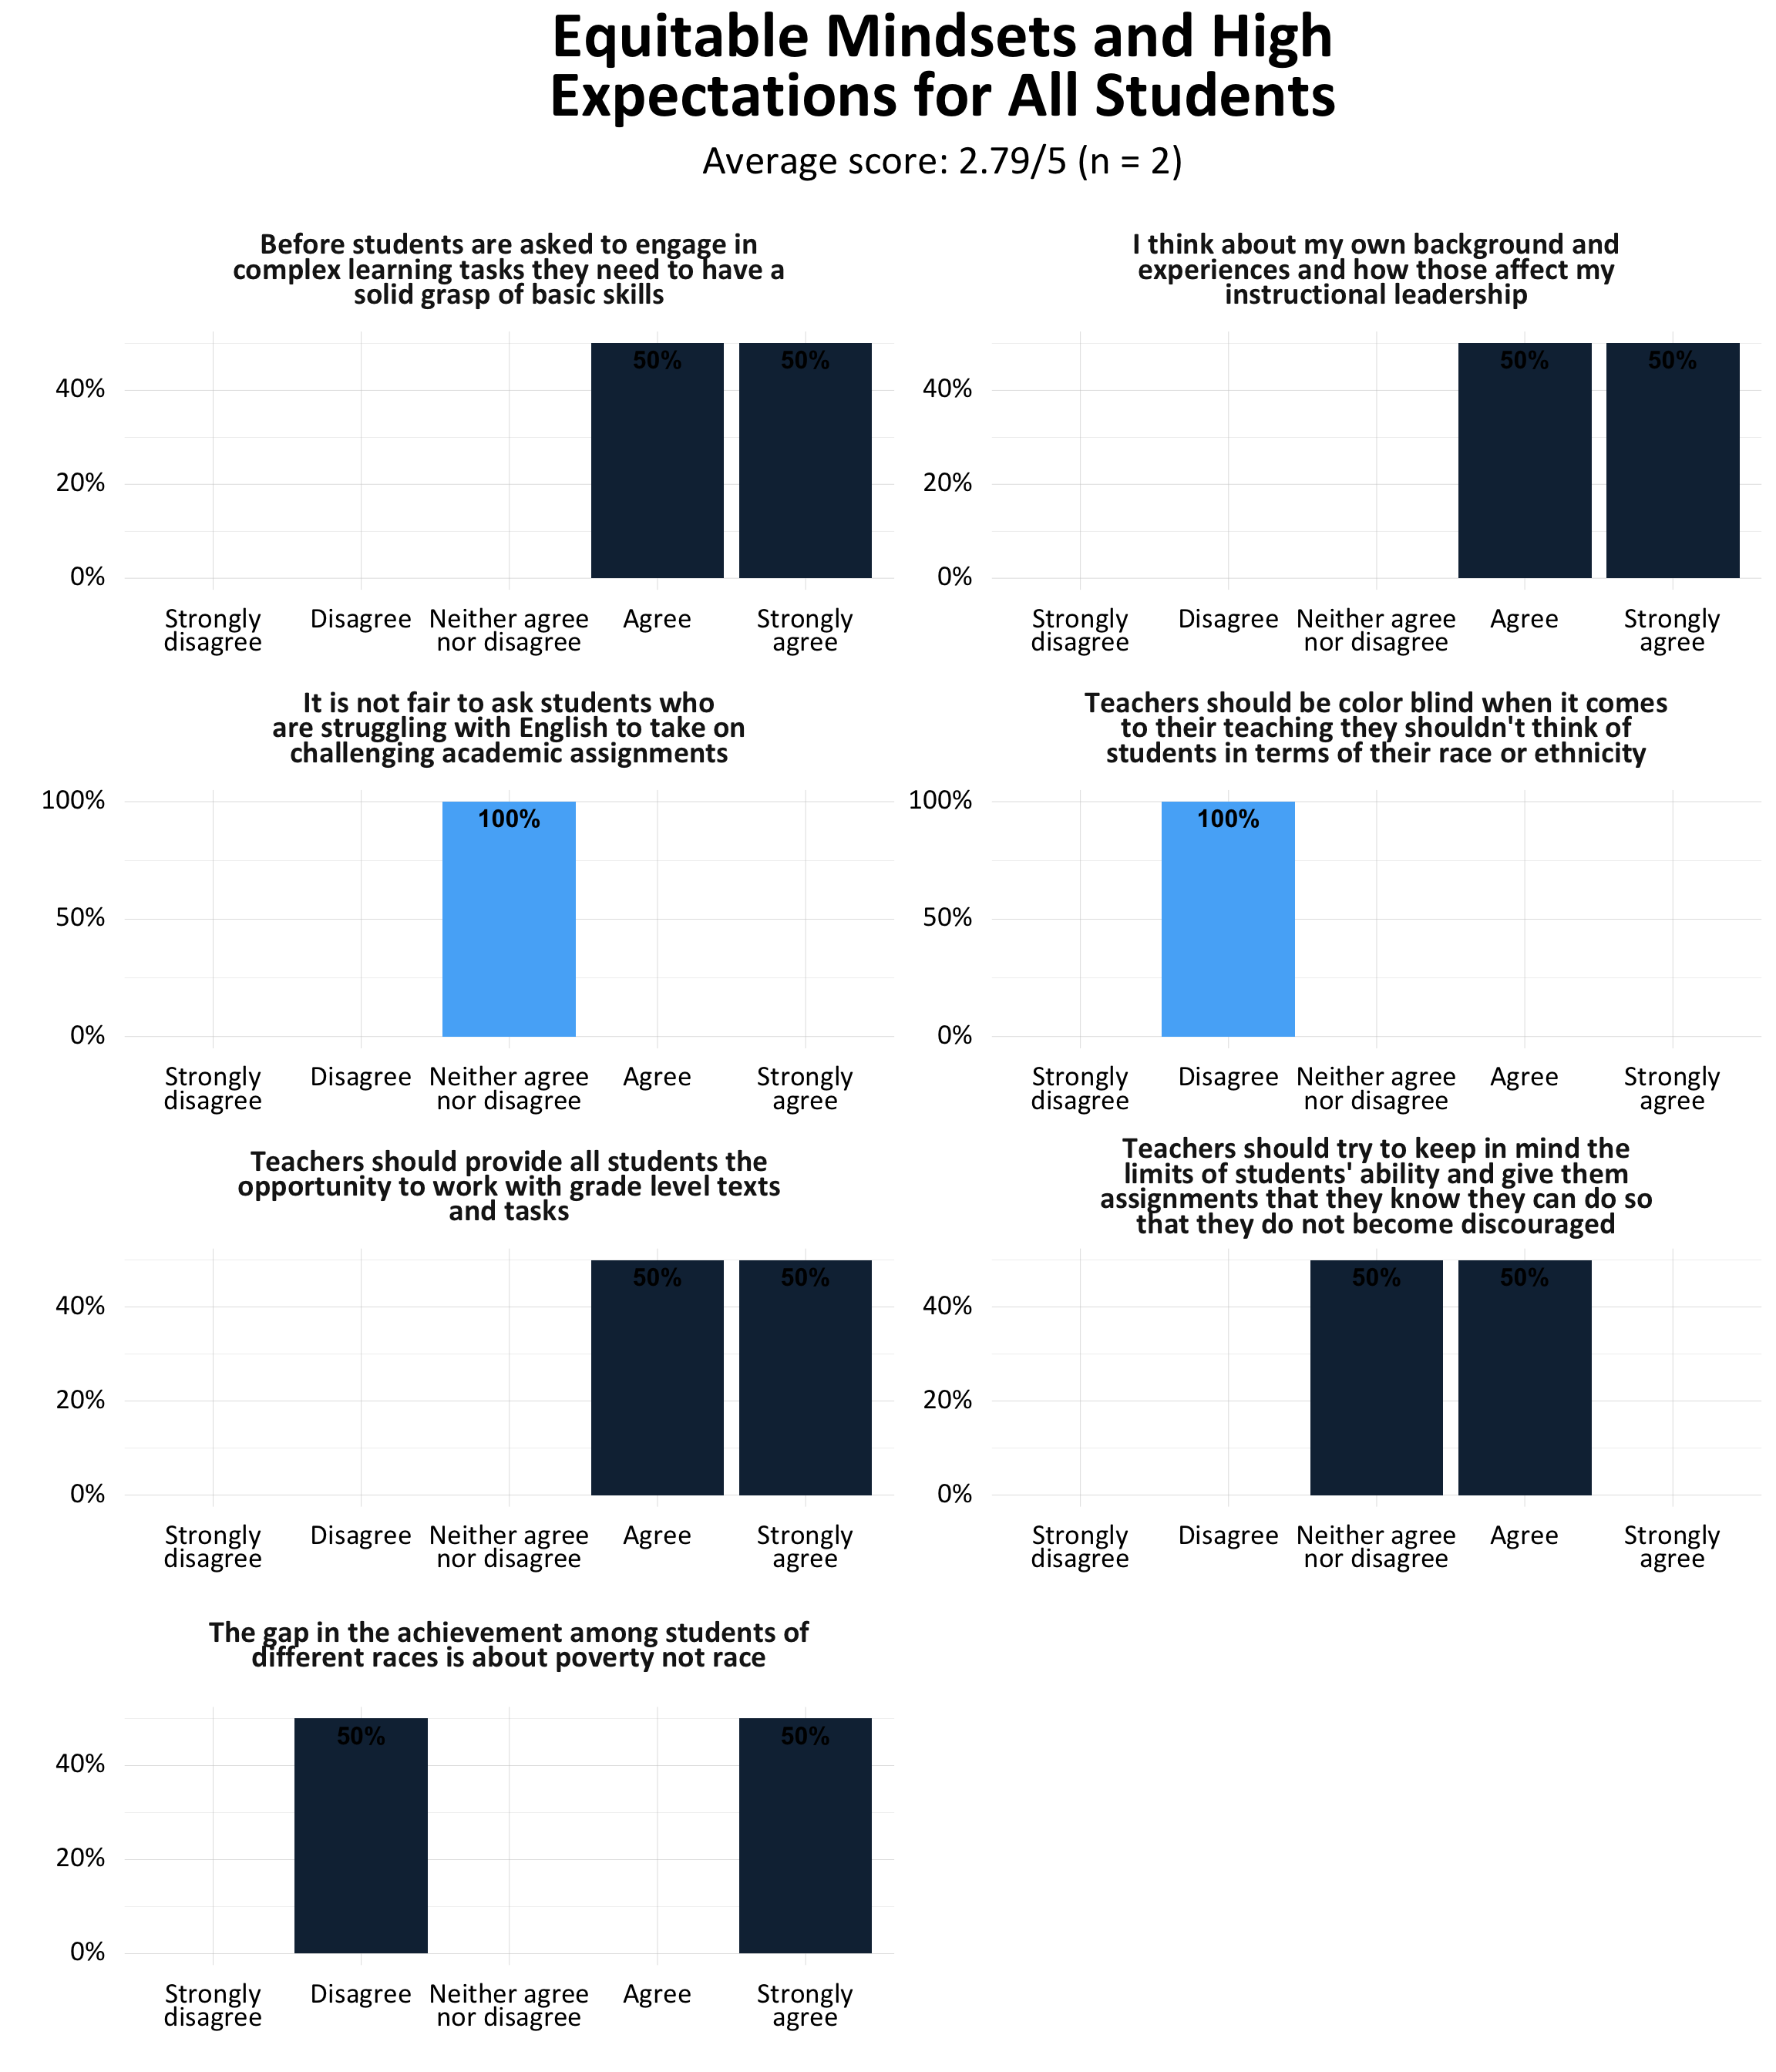 Equitable Mindsets and High
Expectations for All Students
Average score: 2.79/5 (n = 2)
Before students are asked to engage in
complex learning tasks they need to have a
solid grasp of basic skills
50%
50%
40%
20%
0%
Strongly disagree
Disagree
Neither agree nor disagree
Agree
Strongly agree
I think about my own background and
experiences and how those affect my
instructional leadership
50%
50%
40%
20%
0%
Strongly disagree
Disagree
Neither agree nor disagree
Agree
Strongly agree
It is not fair to ask students who
are struggling with English to take on
challenging academic assignments
100%
100%
50%
0%
Strongly disagree
Disagree
Neither agree nor disagree
Agree
Strongly agree
Teachers should be color blind when it comes
to their teaching they shouldn't think of
students in terms of their race or ethnicity
100%
100%
50%
0%
Strongly disagree
Disagree
Neither agree nor disagree
Agree
Strongly agree
Teachers should provide all students the
opportunity to work with grade level texts
and tasks
50%
50%
40%
20%
0%
Strongly disagree
Disagree
Neither agree nor disagree
Agree
Strongly agree
Teachers should try to keep in mind the
limits of students' ability and give them
assignments that they know they can do so
that they do not become discouraged
50%
50%
40%
20%
0%
Strongly disagree
Disagree
Neither agree nor disagree
Agree
Strongly agree
The gap in the achievement among students of
different races is about poverty not race
50%
50%
40%
20%
0%
Strongly disagree
Disagree
Neither agree nor disagree
Agree
Strongly agree